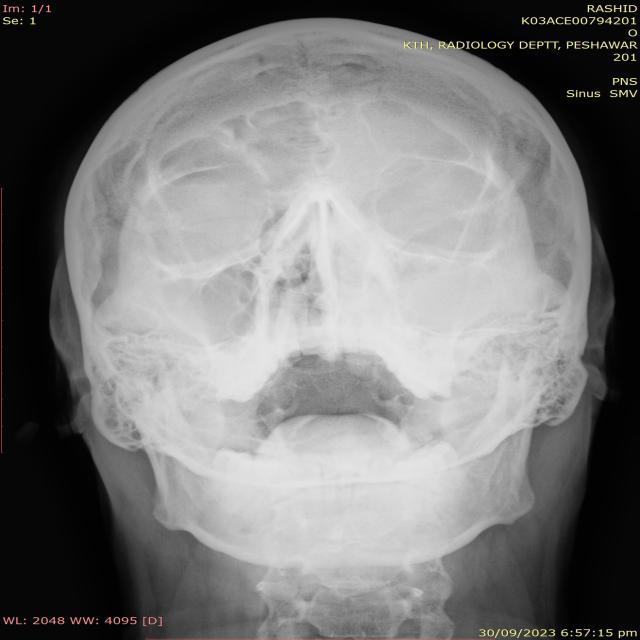 Im: 1/1
Se: 1
RASHID
K03ACE00794201
O
KTH, RADIOLOGY DEPTT, PESHAWAR
201
PNS
Sinus SMV
WL: 2048 WW: 4095 [D]
30/09/2023 6:57:15 pm